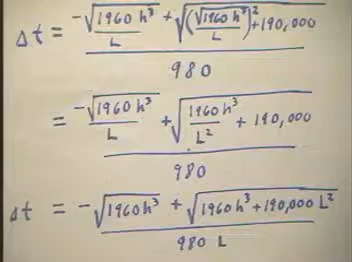 Δt = (-√(1960 h³)/L + √((√(1960 h³)/L)² + 190,000)) / 980
= (-√(1960 h³)/L + √(1960 h³/L² + 190,000)) / 980
Δt = (-√(1960 h³) + √(1960 h³ + 190,000 L²)) / 980 L